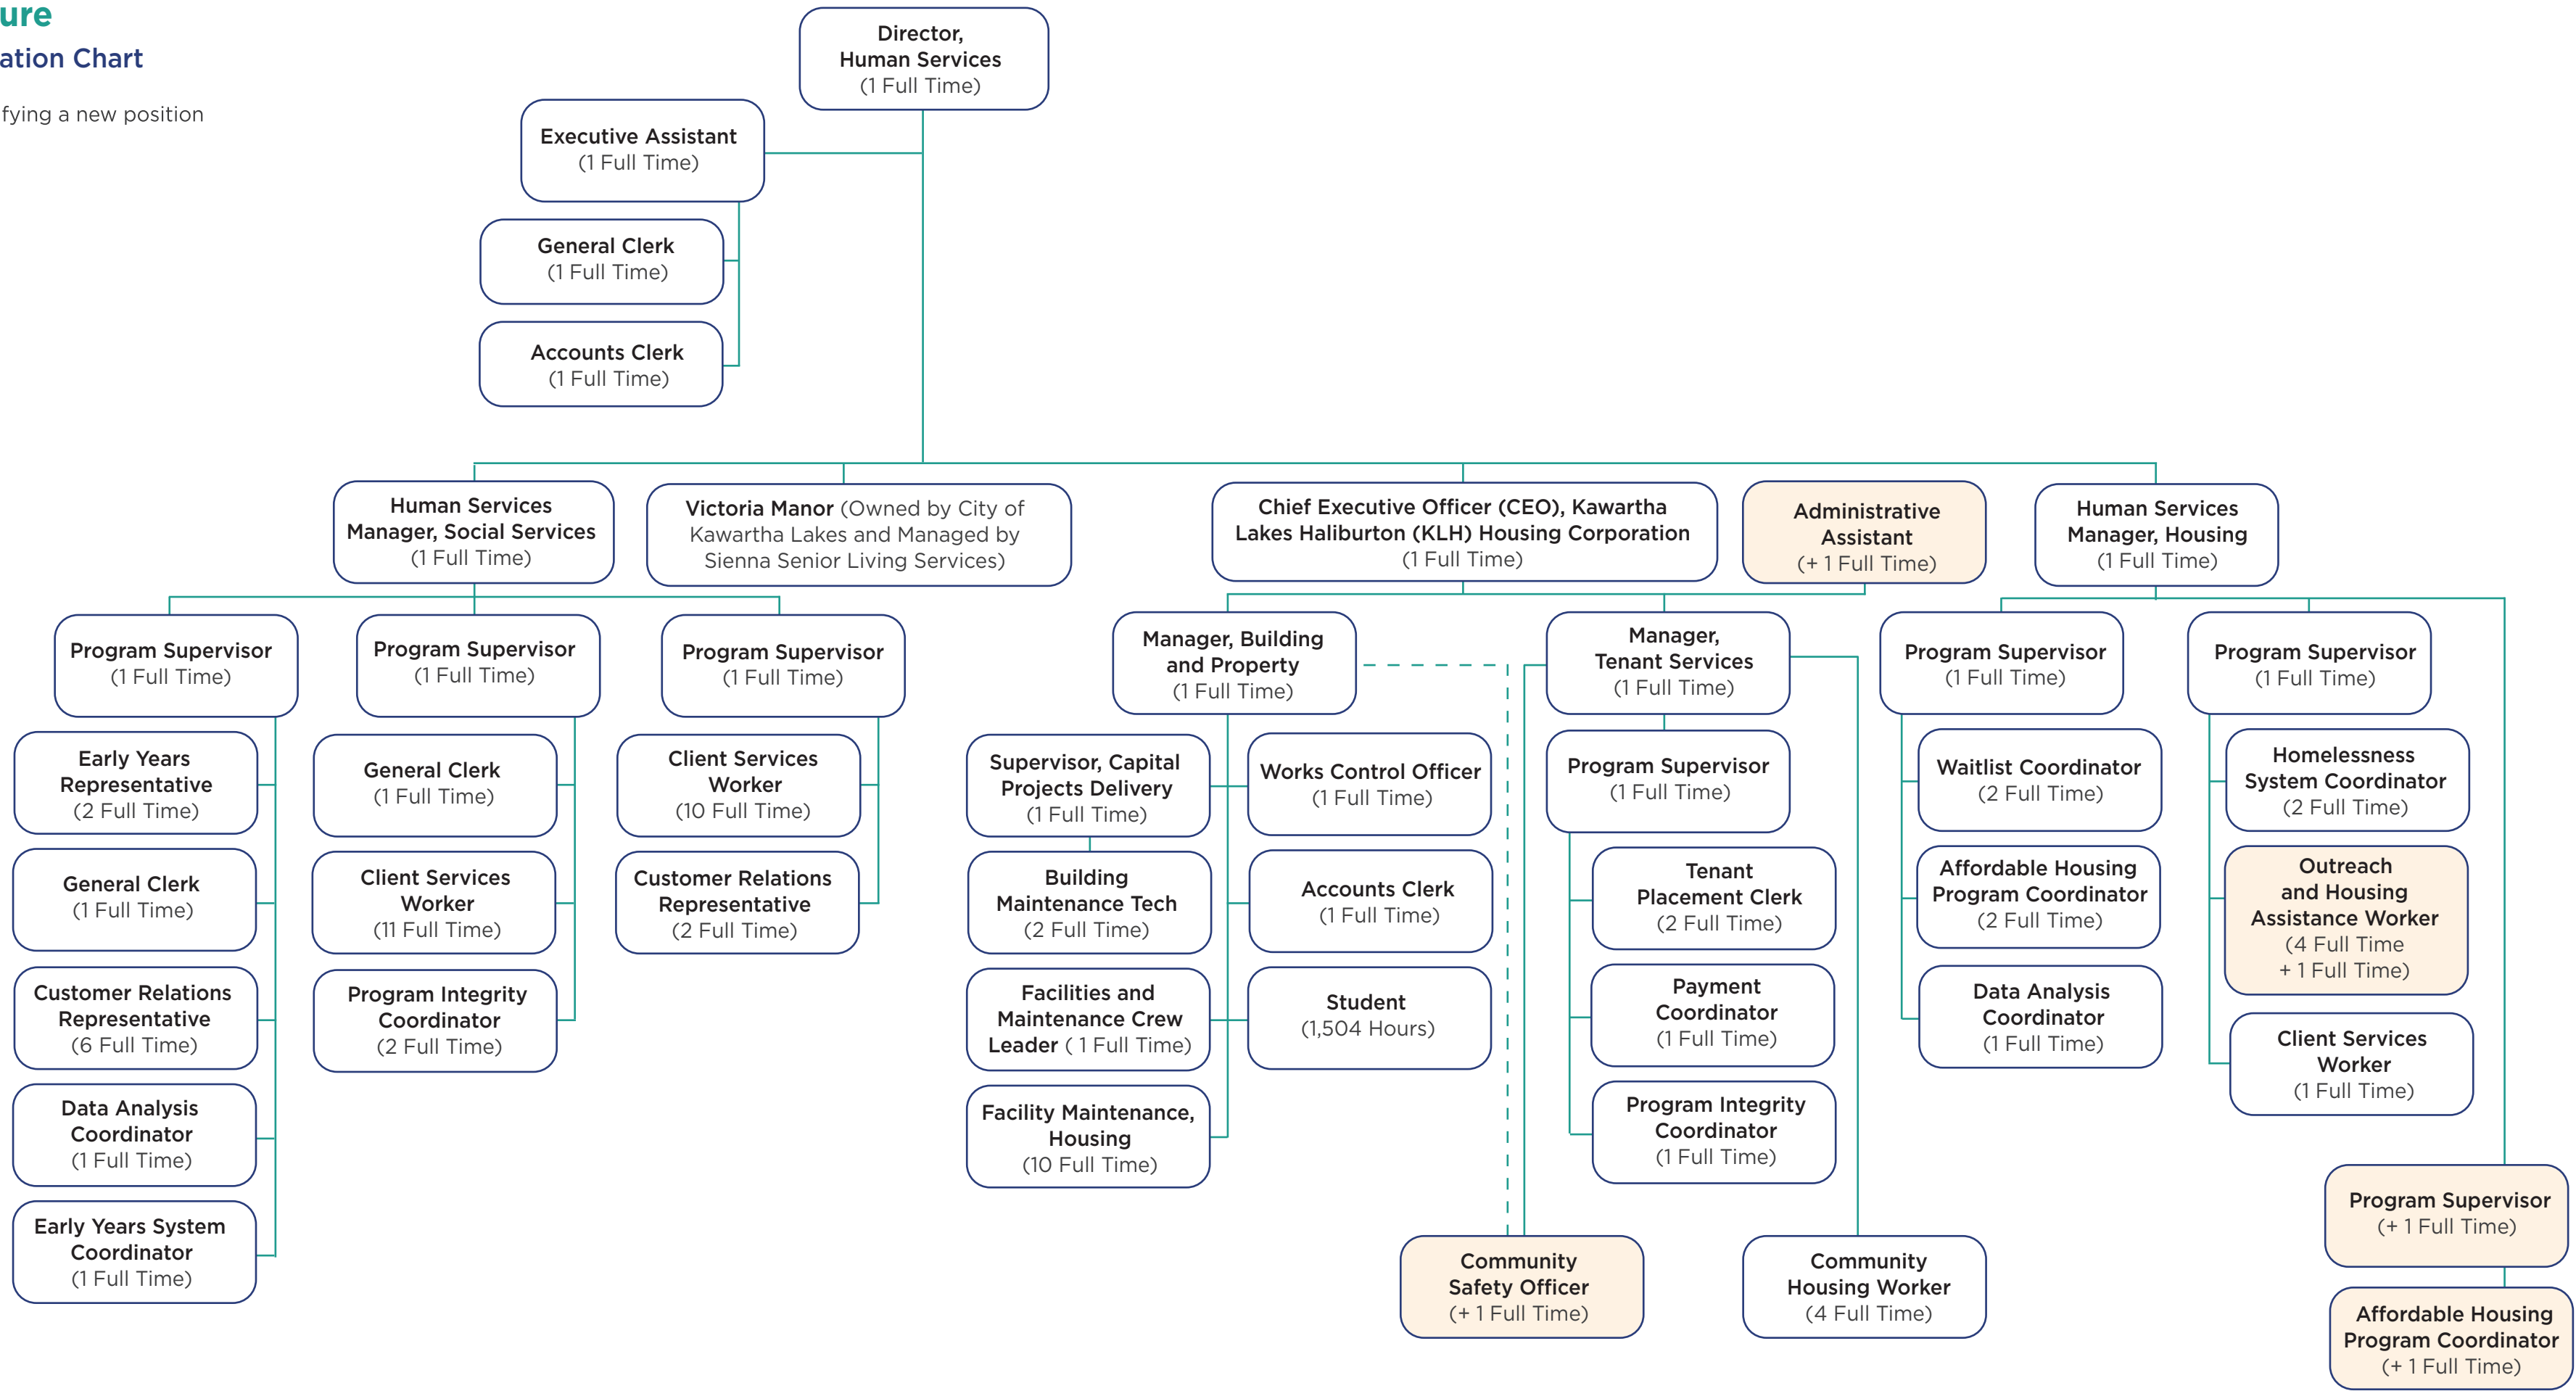 ure
ation Chart
fying a new position
Director,
Human Services
(1 Full Time)
Executive Assistant
(1 Full Time)
General Clerk
(1 Full Time)
Accounts Clerk
(1 Full Time)
Human Services
Manager, Social Services
(1 Full Time)
Victoria Manor (Owned by City of
Kawartha Lakes and Managed by
Sienna Senior Living Services)
Chief Executive Officer (CEO), Kawartha
Lakes Haliburton (KLH) Housing Corporation
(1 Full Time)
Administrative
Assistant
(+ 1 Full Time)
Human Services
Manager, Housing
(1 Full Time)
Program Supervisor
(1 Full Time)
Early Years
Representative
(2 Full Time)
General Clerk
(1 Full Time)
Customer Relations
Representative
(6 Full Time)
Data Analysis
Coordinator
(1 Full Time)
Early Years System
Coordinator
(1 Full Time)
Program Supervisor
(1 Full Time)
General Clerk
(1 Full Time)
Client Services
Worker
(11 Full Time)
Program Integrity
Coordinator
(2 Full Time)
Program Supervisor
(1 Full Time)
Client Services
Worker
(10 Full Time)
Customer Relations
Representative
(2 Full Time)
Manager, Building
and Property
(1 Full Time)
Supervisor, Capital
Projects Delivery
(1 Full Time)
Building
Maintenance Tech
(2 Full Time)
Facilities and
Maintenance Crew
Leader ( 1 Full Time)
Facility Maintenance,
Housing
(10 Full Time)
Works Control Officer
(1 Full Time)
Accounts Clerk
(1 Full Time)
Student
(1,504 Hours)
Manager,
Tenant Services
(1 Full Time)
Program Supervisor
(1 Full Time)
Tenant
Placement Clerk
(2 Full Time)
Payment
Coordinator
(1 Full Time)
Program Integrity
Coordinator
(1 Full Time)
Community
Safety Officer
(+ 1 Full Time)
Community
Housing Worker
(4 Full Time)
Program Supervisor
(1 Full Time)
Waitlist Coordinator
(2 Full Time)
Affordable Housing
Program Coordinator
(2 Full Time)
Data Analysis
Coordinator
(1 Full Time)
Program Supervisor
(1 Full Time)
Homelessness
System Coordinator
(2 Full Time)
Outreach
and Housing
Assistance Worker
(4 Full Time
+ 1 Full Time)
Client Services
Worker
(1 Full Time)
Program Supervisor
(+ 1 Full Time)
Affordable Housing
Program Coordinator
(+ 1 Full Time)